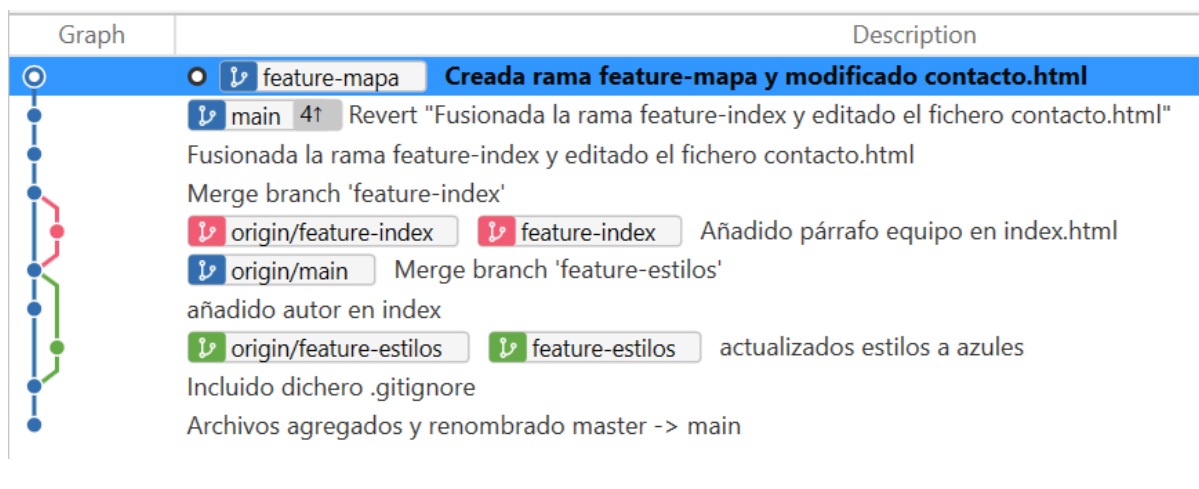 Graph Description
feature-mapa Creada rama feature-mapa y modificado contacto.html
main 4↑ Revert "Fusionada la rama feature-index y editado el fichero contacto.html"
Fusionada la rama feature-index y editado el fichero contacto.html
Merge branch 'feature-index'
origin/feature-index feature-index Añadido párrafo equipo en index.html
origin/main Merge branch 'feature-estilos'
añadido autor en index
origin/feature-estilos feature-estilos actualizados estilos a azules
Incluido dichero .gitignore
Archivos agregados y renombrado master -> main